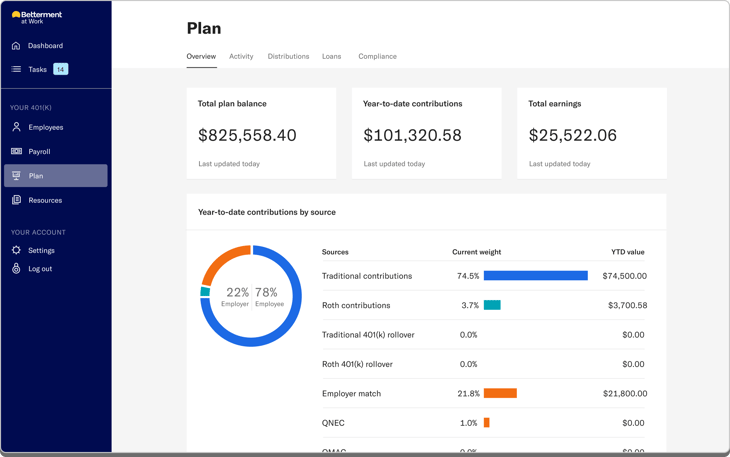 Betterment
at Work
Dashboard
Tasks 14
YOUR 401(K)
Employees
Payroll
Plan
Resources
YOUR ACCOUNT
Settings
Log out
Plan
Overview Activity Distributions Loans Compliance
Total plan balance
$825,558.40
Last updated today
Year-to-date contributions
$101,320.58
Last updated today
Total earnings
$25,522.06
Last updated today
Year-to-date contributions by source
22% 78%
Employer Employee
Sources Current weight YTD value
Traditional contributions 74.5% $74,500.00
Roth contributions 3.7% $3,700.58
Traditional 401(k) rollover 0.0% $0.00
Roth 401(k) rollover 0.0% $0.00
Employer match 21.8% $21,800.00
QNEC 1.0% $0.00
QMAC 0.0% $0.00